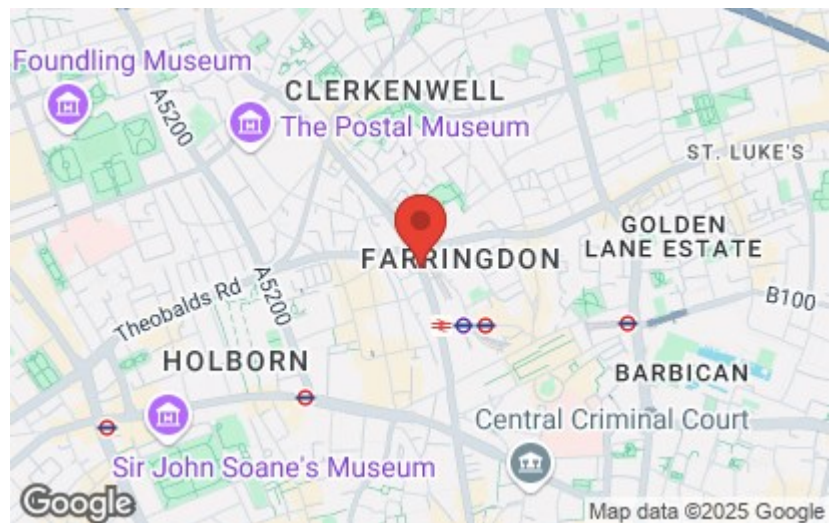 Foundling Museum
CLERKENWELL
A5200
The Postal Museum
ST. LUKE'S
GOLDEN
LANE ESTATE
FARRINGDON
A5200
B100
Theobalds Rd
HOLBORN
BARBICAN
Central Criminal Court
Sir John Soane's Museum
Google
Map data ©2025 Google